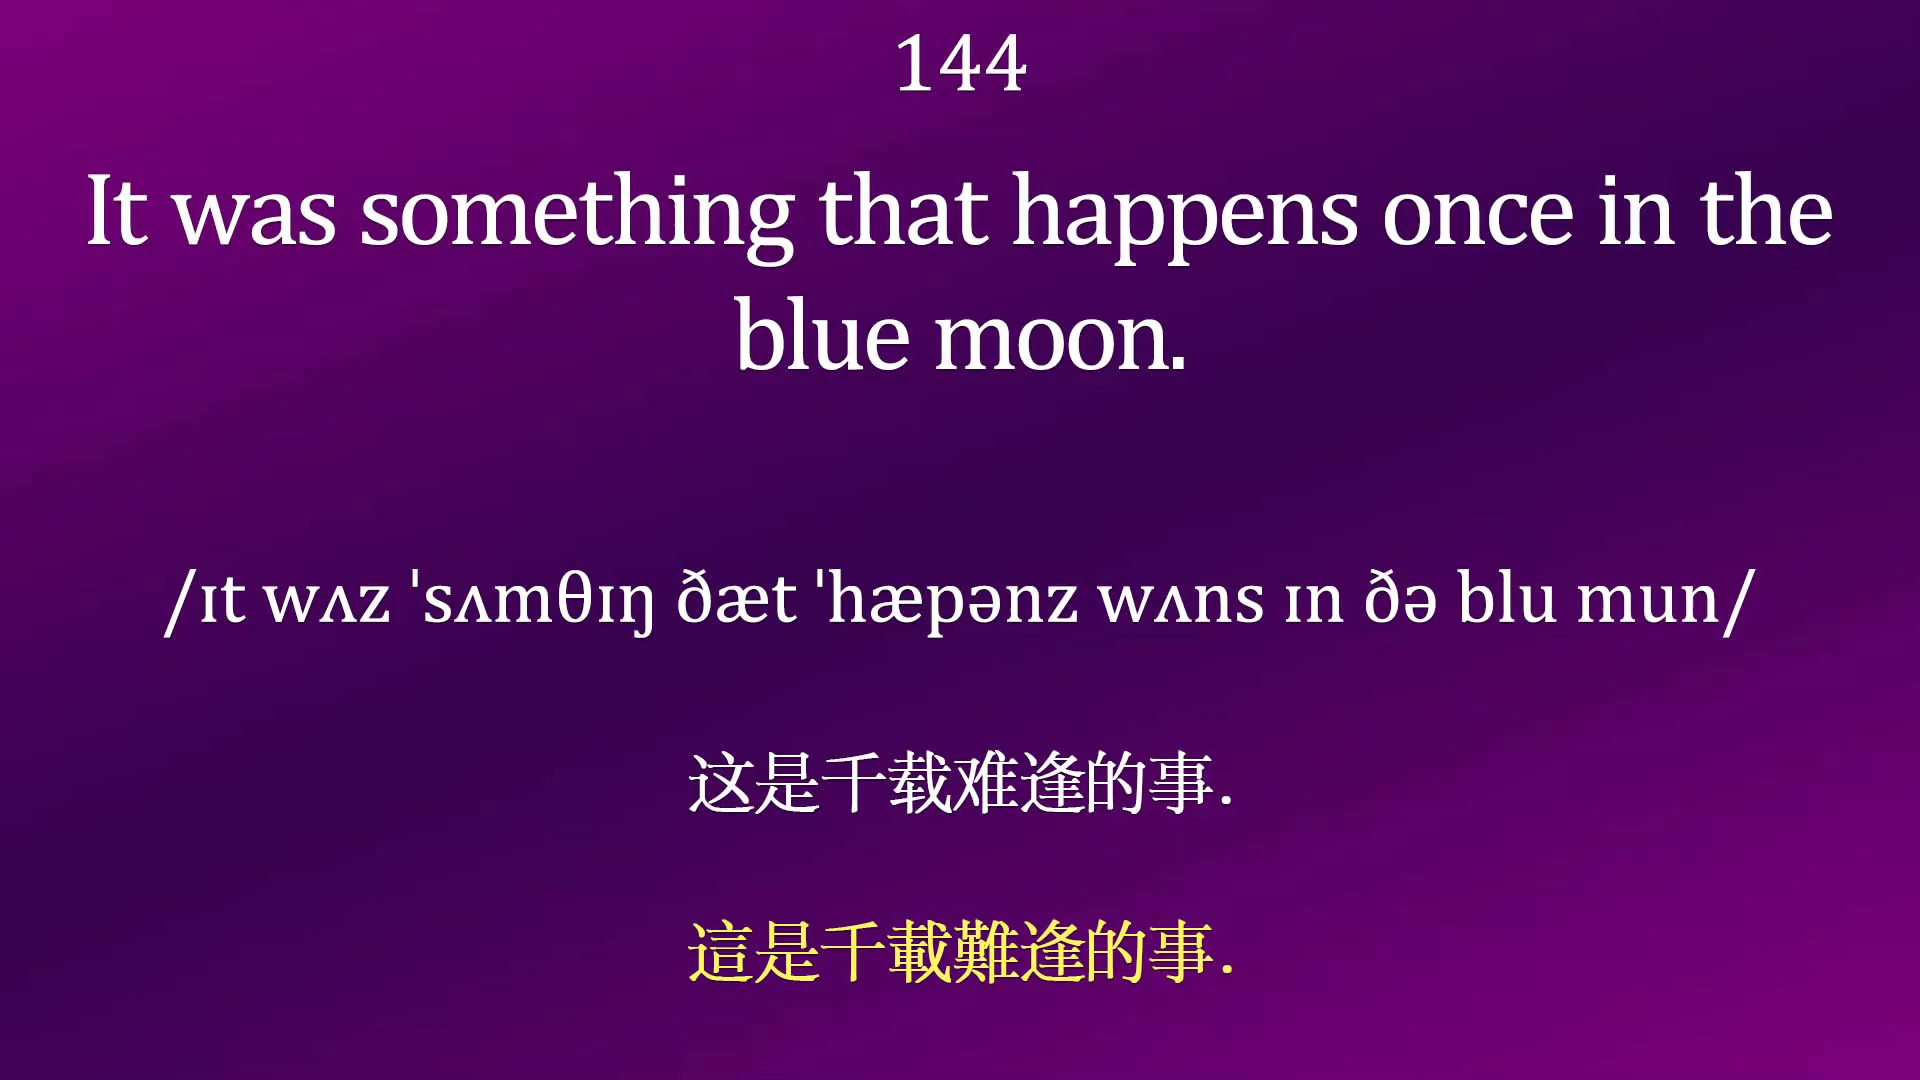 144
It was something that happens once in the
blue moon.
/ɪt wʌz ˈsʌmθɪŋ ðæt ˈhæpənz wʌns ɪn ðə blu mun/
这是千载难逢的事.
這是千載難逢的事.